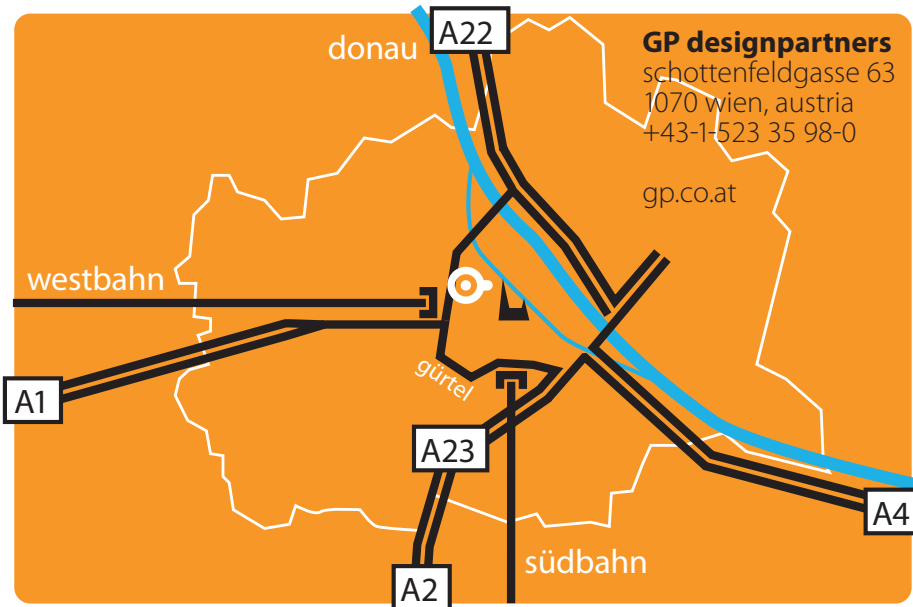 A22
donau
GP designpartners
schottenfeldgasse 63
1070 wien, austria
+43-1-523 35 98-0
gp.co.at
westbahn
gürtel
A1
A23
A4
südbahn
A2